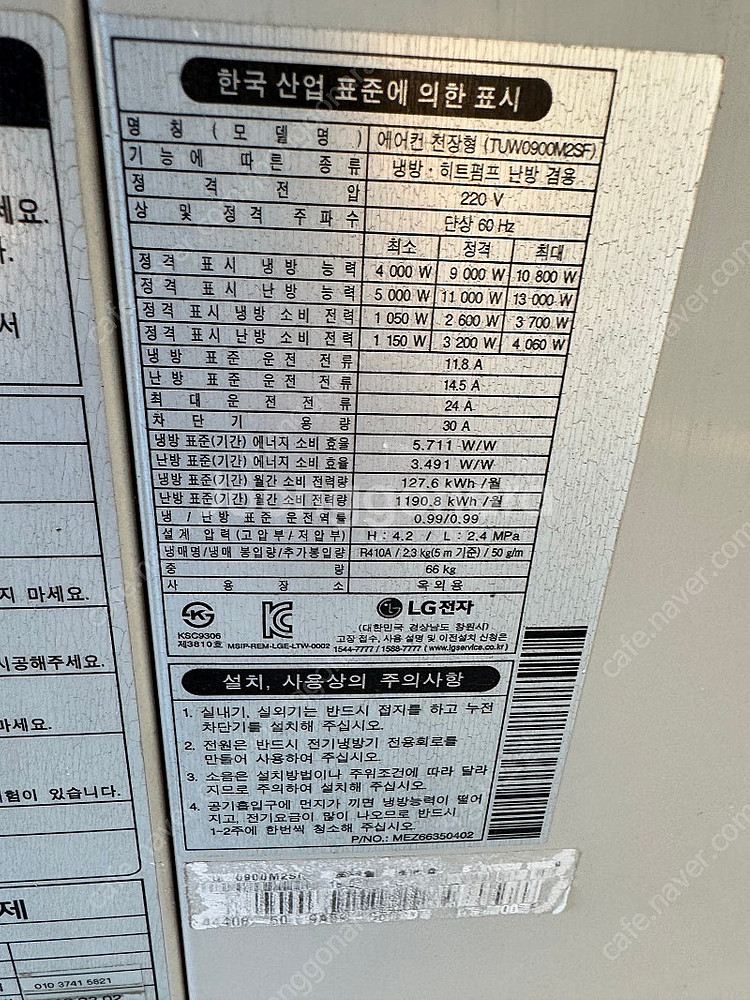 한국 산업 표준에 의한 표시
명 칭 ( 모 델 명 ) 에어컨 천장형 (TUW0900M2SF)
기능에 따른 종류 냉방 · 히트펌프 난방 겸용
정 격 전 압 220 V
상 및 정격 주파수 단상 60 Hz
최소 정격 최대
정격 표시 냉방 능력 4 000 W 9 000 W 10 800 W
정격 표시 난방 능력 5 000 W 11 000 W 13 000 W
정격 표시 냉방 소비 전력 1 050 W 2 600 W 3 700 W
정격 표시 난방 소비 전력 1 150 W 3 200 W 4 060 W
냉방 표준 운전 전류 11.8 A
난방 표준 운전 전류 14.5 A
최 대 운 전 전 류 24 A
차 단 기 용 량 30 A
냉방 표준(기간) 에너지 소비 효율 5.711 W/W
난방 표준(기간) 에너지 소비 효율 3.491 W/W
냉방 표준(기간) 월간 소비 전력량 127.6 kWh /월
난방 표준(기간) 월간 소비 전력량 1190.8 kWh /월
냉 / 난방 표준 운전역률 0.99/0.99
설계 압력 (고압부 / 저압부) H : 4.2 / L : 2.4 MPa
냉매명/냉매 봉입량/추가봉입량 R410A / 2.3 kg(5 m 기준) / 50 g/m
중 량 66 kg
사 용 장 소 옥외용
KSC9306
제3810호
MSIP-REM-LGE-LTW-0002
LG전자
(대한민국 경상남도 창원시)
고장 접수, 사용 설명 및 이전설치 신청은
1544-7777 / 1588-7777 ( www.lgservice.co.kr )
설치, 사용상의 주의사항
1. 실내기, 실외기는 반드시 접지를 하고 누전
차단기를 설치해 주십시오.
2. 전원은 반드시 전기냉방기 전용회로를
만들어 사용하여 주십시오.
3. 소음은 설치방법이나 주위조건에 따라 달라
지므로 주의하여 설치해 주십시오.
4. 공기흡입구에 먼지가 끼면 냉방능력이 떨어
지고, 전기요금이 많이 나오므로 반드시
1~2주에 한번씩 청소해 주십시오.
P/NO.: MEZ66350402
0900M2SF
세요.
서
지 마세요.
시공해주세요.
마세요.
험이 있습니다.
제
010 3741 5821
cafe.naver.com